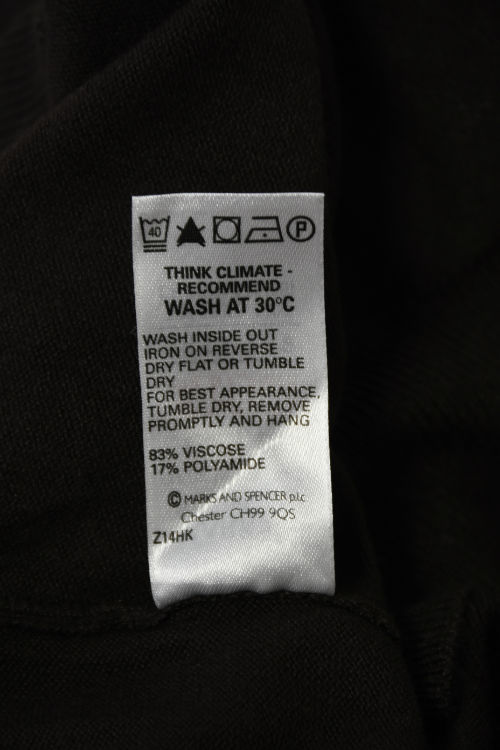 40 P
THINK CLIMATE -
RECOMMEND
WASH AT 30°C
WASH INSIDE OUT
IRON ON REVERSE
DRY FLAT OR TUMBLE
DRY
FOR BEST APPEARANCE,
TUMBLE DRY, REMOVE
PROMPTLY AND HANG
83% VISCOSE
17% POLYAMIDE
© MARKS AND SPENCER p.l.c
Chester CH99 9QS
Z14HK